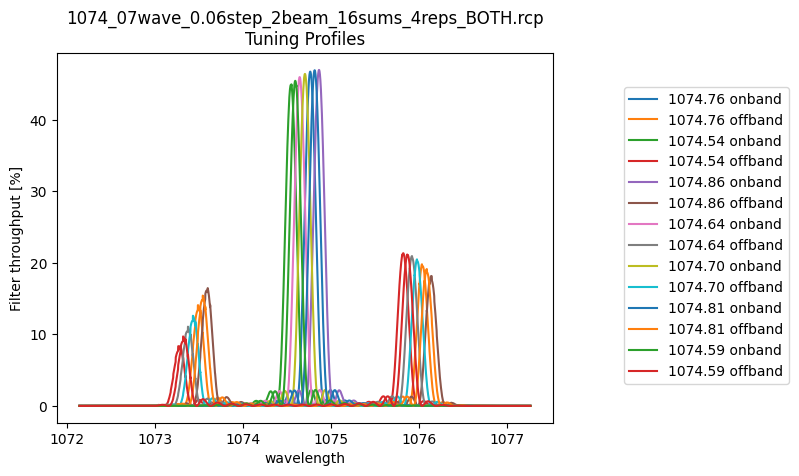 1074_07wave_0.06step_2beam_16sums_4reps_BOTH.rcp
Tuning Profiles
Filter throughput [%]
40
30
20
10
0
1072
1073
1074
1075
1076
1077
wavelength
1074.76 onband
1074.76 offband
1074.54 onband
1074.54 offband
1074.86 onband
1074.86 offband
1074.64 onband
1074.64 offband
1074.70 onband
1074.70 offband
1074.81 onband
1074.81 offband
1074.59 onband
1074.59 offband